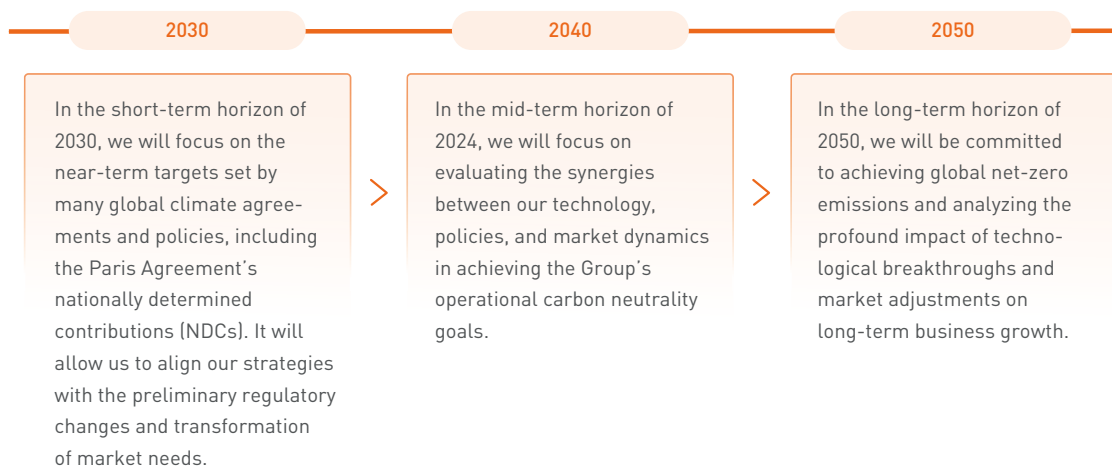 2030
In the short-term horizon of
2030, we will focus on the
near-term targets set by
many global climate agree-
ments and policies, including
the Paris Agreement's
nationally determined
contributions (NDCs). It will
allow us to align our strategies
with the preliminary regulatory
changes and transformation
of market needs.
2040
In the mid-term horizon of
2024, we will focus on
evaluating the synergies
between our technology,
policies, and market dynamics
in achieving the Group's
operational carbon neutrality
goals.
2050
In the long-term horizon of
2050, we will be committed
to achieving global net-zero
emissions and analyzing the
profound impact of techno-
logical breakthroughs and
market adjustments on
long-term business growth.